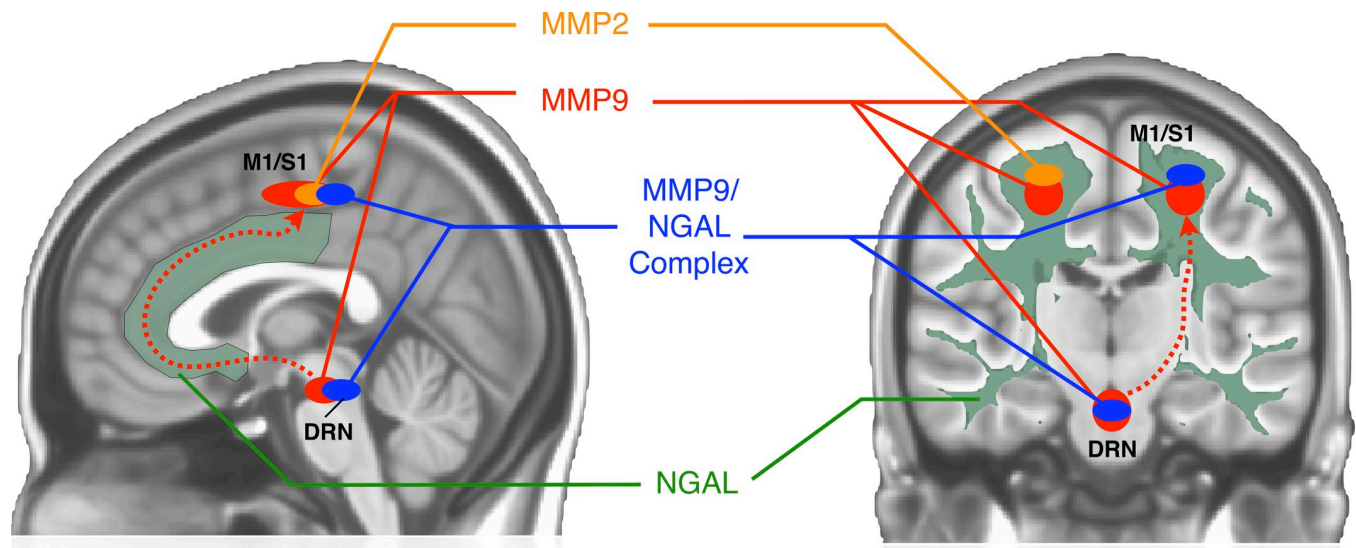 MMP2
MMP9
M1/S1
M1/S1
MMP9/
NGAL
Complex
DRN
DRN
NGAL